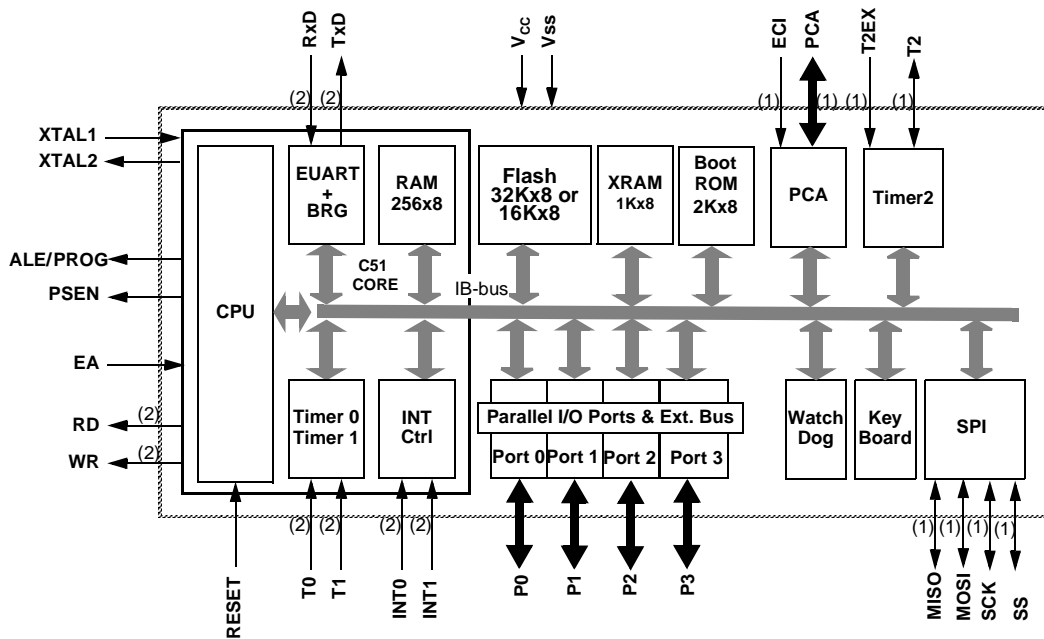 RxD
TxD
VCC
Vss
ECI
PCA
T2EX
T2
(2)
(2)
(1)
(1)
(1)
(1)
XTAL1
XTAL2
ALE/PROG
PSEN
EA
RD
(2)
WR
(2)
CPU
EUART
+
BRG
RAM
256x8
C51
CORE
IB-bus
Flash
32Kx8 or
16Kx8
XRAM
1Kx8
Boot
ROM
2Kx8
PCA
Timer2
Timer 0
Timer 1
INT
Ctrl
Parallel I/O Ports & Ext. Bus
Port 0
Port 1
Port 2
Port 3
Watch
Dog
Key
Board
SPI
(2)
(2)
(2)
(2)
(1)
(1)
(1)
(1)
RESET
T0
T1
INT0
INT1
P0
P1
P2
P3
MISO
MOSI
SCK
SS